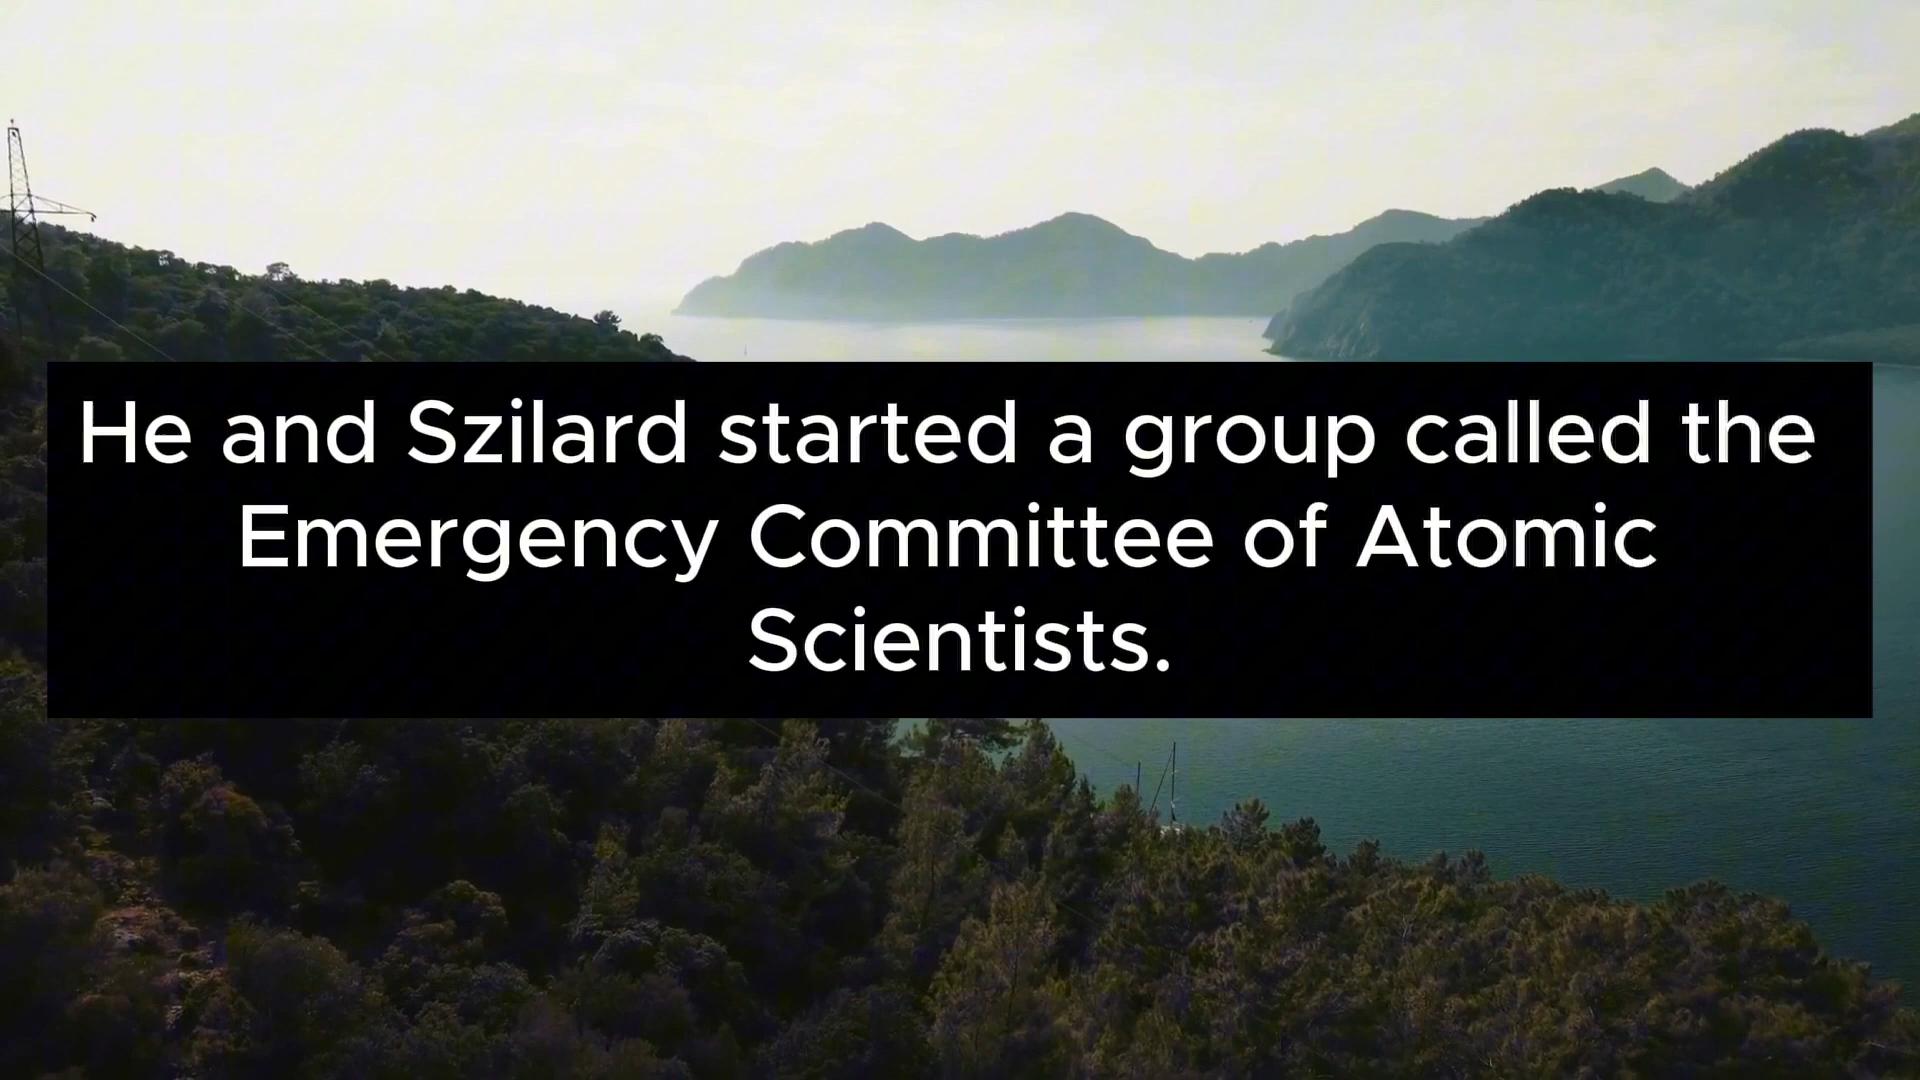 He and Szilard started a group called the
Emergency Committee of Atomic
Scientists.